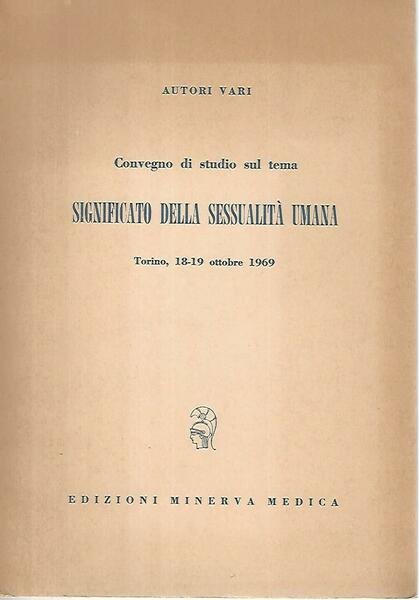 AUTORI VARI
Convegno di studio sul tema
SIGNIFICATO DELLA SESSUALITÀ UMANA
Torino, 18-19 ottobre 1969
EDIZIONI MINERVA MEDICA